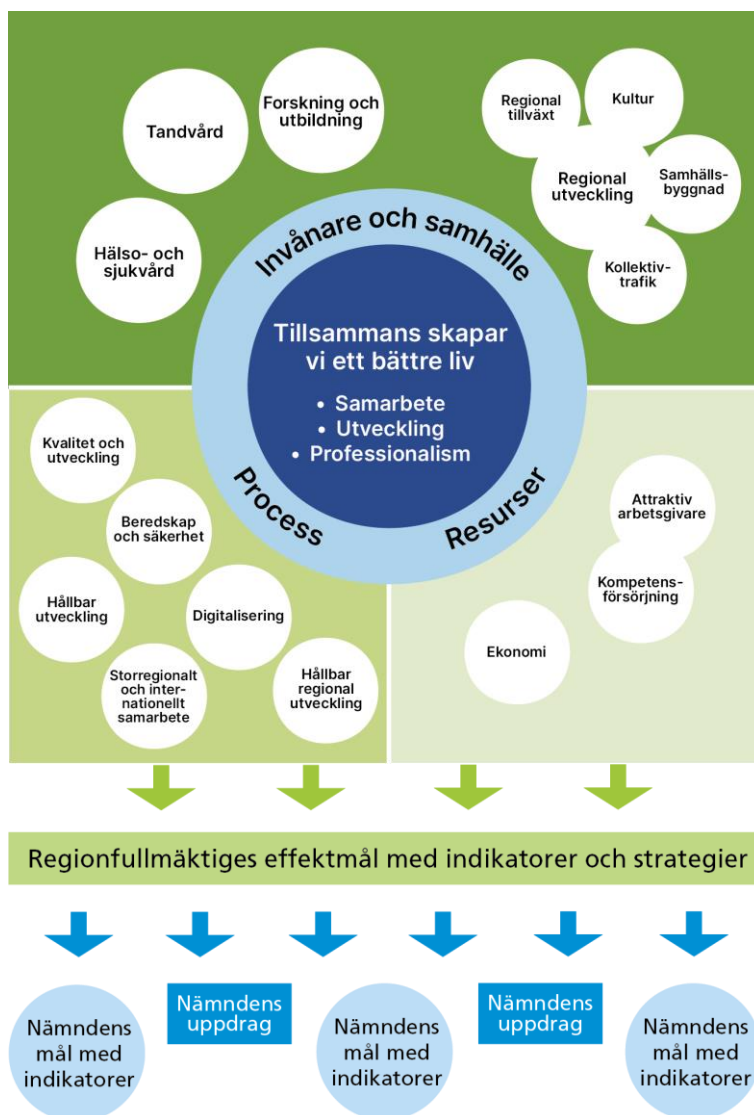 Tandvård
Forskning och
utbildning
Hälso- och
sjukvård
Regional
tillväxt
Kultur
Regional
utveckling
Samhälls-
byggnad
Kollektiv-
trafik
Invånare och samhälle
Tillsammans skapar
vi ett bättre liv
• Samarbete
• Utveckling
• Professionalism
Process
Resurser
Kvalitet och
utveckling
Beredskap
och säkerhet
Hållbar
utveckling
Digitalisering
Storregionalt
och inter-
nationellt
samarbete
Hållbar
regional
utveckling
Attraktiv
arbetsgivare
Kompetens-
försörjning
Ekonomi
Regionfullmäktiges effektmål med indikatorer och strategier
Nämndens
mål med
indikatorer
Nämndens
uppdrag
Nämndens
mål med
indikatorer
Nämndens
uppdrag
Nämndens
mål med
indikatorer